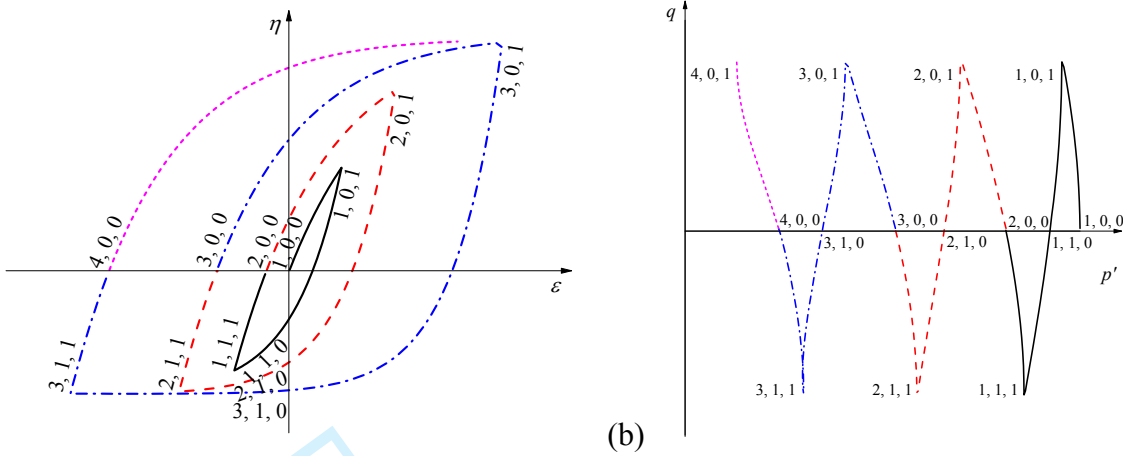 η
3, 0, 1
2, 0, 1
1, 0, 1
4, 0, 0
3, 0, 0
2, 0, 0
1, 0, 0
ε
3, 1, 1
2, 1, 1
1, 1, 1
1, 1, 0
2, 1, 0
3, 1, 0
(b)
q
4, 0, 1
3, 0, 1
2, 0, 1
1, 0, 1
4, 0, 0
3, 0, 0
2, 0, 0
1, 0, 0
3, 1, 0
2, 1, 0
1, 1, 0
p'
3, 1, 1
2, 1, 1
1, 1, 1